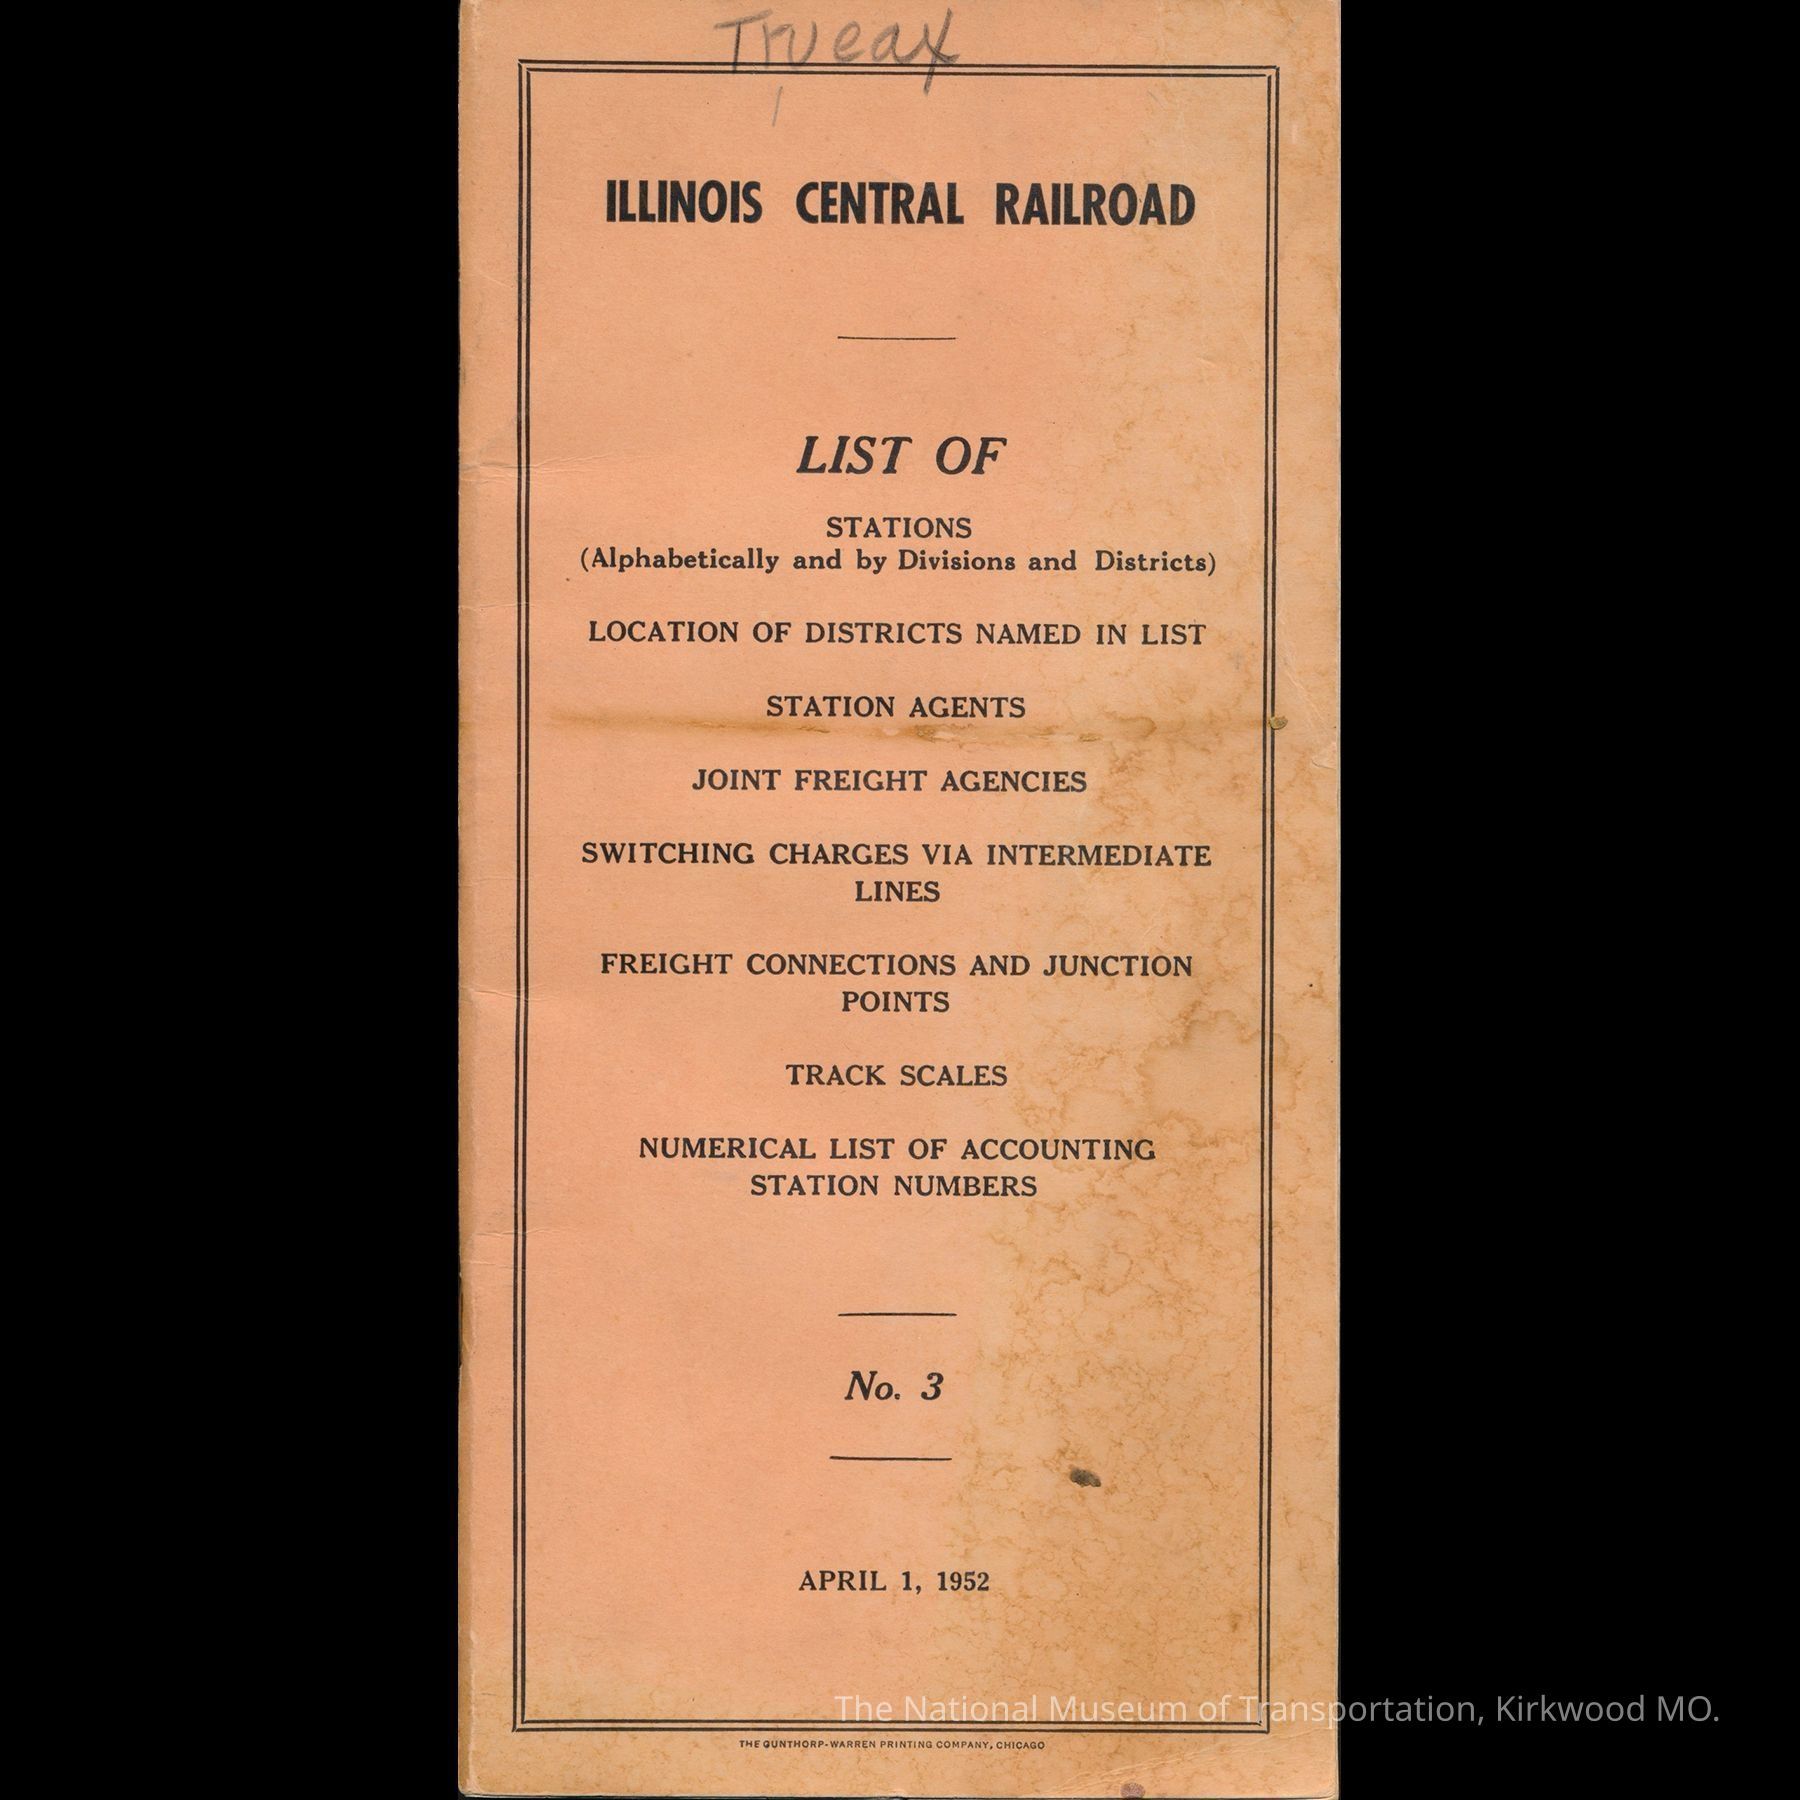 Trueax
ILLINOIS CENTRAL RAILROAD
LIST OF
STATIONS
(Alphabetically and by Divisions and Districts)
LOCATION OF DISTRICTS NAMED IN LIST
STATION AGENTS
JOINT FREIGHT AGENCIES
SWITCHING CHARGES VIA INTERMEDIATE
LINES
FREIGHT CONNECTIONS AND JUNCTION
POINTS
TRACK SCALES
NUMERICAL LIST OF ACCOUNTING
STATION NUMBERS
No. 3
APRIL 1, 1952
The National Museum of Transportation, Kirkwood MO.
THE GUNTHORP-WARREN PRINTING COMPANY, CHICAGO